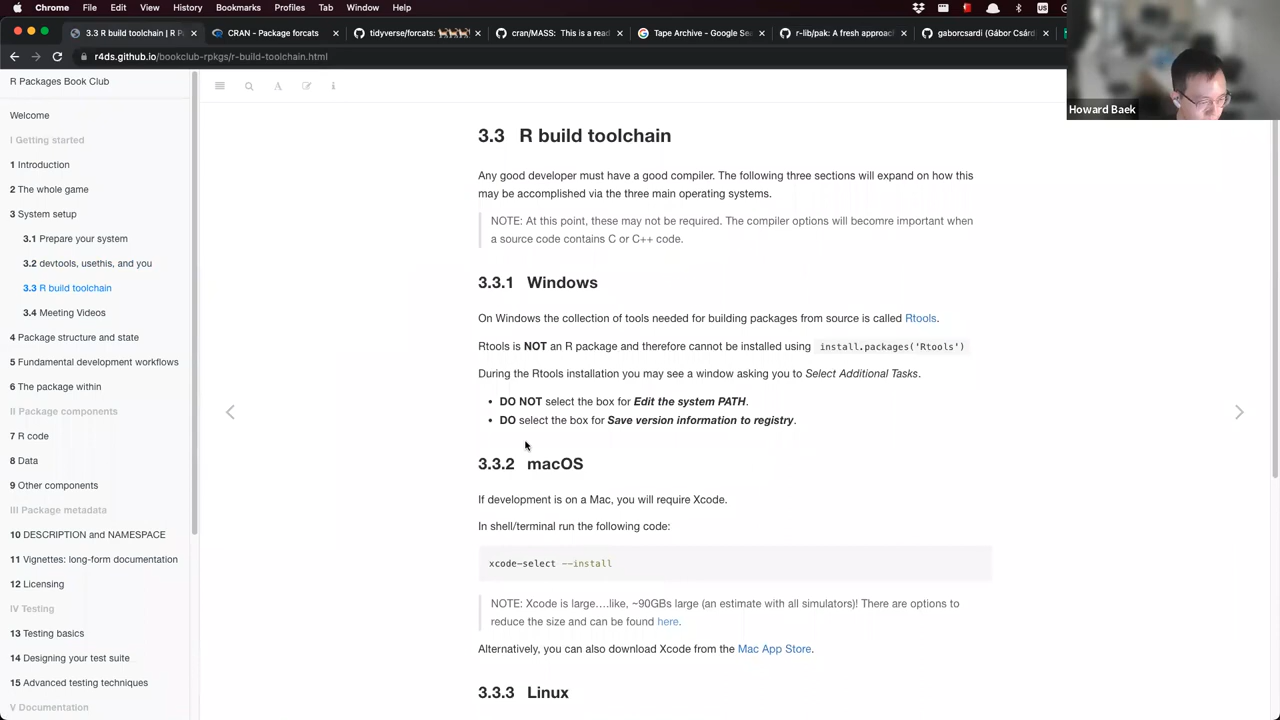 Chrome File Edit View History Bookmarks Profiles Tab Window Help US
3.3 R build toolchain | R P
CRAN - Package forcats
tidyverse/forcats:
cran/MASS: This is a read
Tape Archive - Google Se
r-lib/pak: A fresh approac
gaborcsardi (Gábor Csárd
r4ds.github.io/bookclub-rpkgs/r-build-toolchain.html
Howard Baek
R Packages Book Club
Welcome
I Getting started
1 Introduction
2 The whole game
3 System setup
3.1 Prepare your system
3.2 devtools, usethis, and you
3.3 R build toolchain
3.4 Meeting Videos
4 Package structure and state
5 Fundamental development workflows
6 The package within
II Package components
7 R code
8 Data
9 Other components
III Package metadata
10 DESCRIPTION and NAMESPACE
11 Vignettes: long-form documentation
12 Licensing
IV Testing
13 Testing basics
14 Designing your test suite
15 Advanced testing techniques
V Documentation
3.3 R build toolchain
Any good developer must have a good compiler. The following three sections will expand on how this
may be accomplished via the three main operating systems.
NOTE: At this point, these may not be required. The compiler options will becomre important when
a source code contains C or C++ code.
3.3.1 Windows
On Windows the collection of tools needed for building packages from source is called Rtools.
Rtools is NOT an R package and therefore cannot be installed using install.packages('Rtools')
During the Rtools installation you may see a window asking you to Select Additional Tasks.
• DO NOT select the box for Edit the system PATH.
• DO select the box for Save version information to registry.
3.3.2 macOS
If development is on a Mac, you will require Xcode.
In shell/terminal run the following code:
xcode-select --install
NOTE: Xcode is large….like, ~90GBs large (an estimate with all simulators)! There are options to
reduce the size and can be found here.
Alternatively, you can also download Xcode from the Mac App Store.
3.3.3 Linux